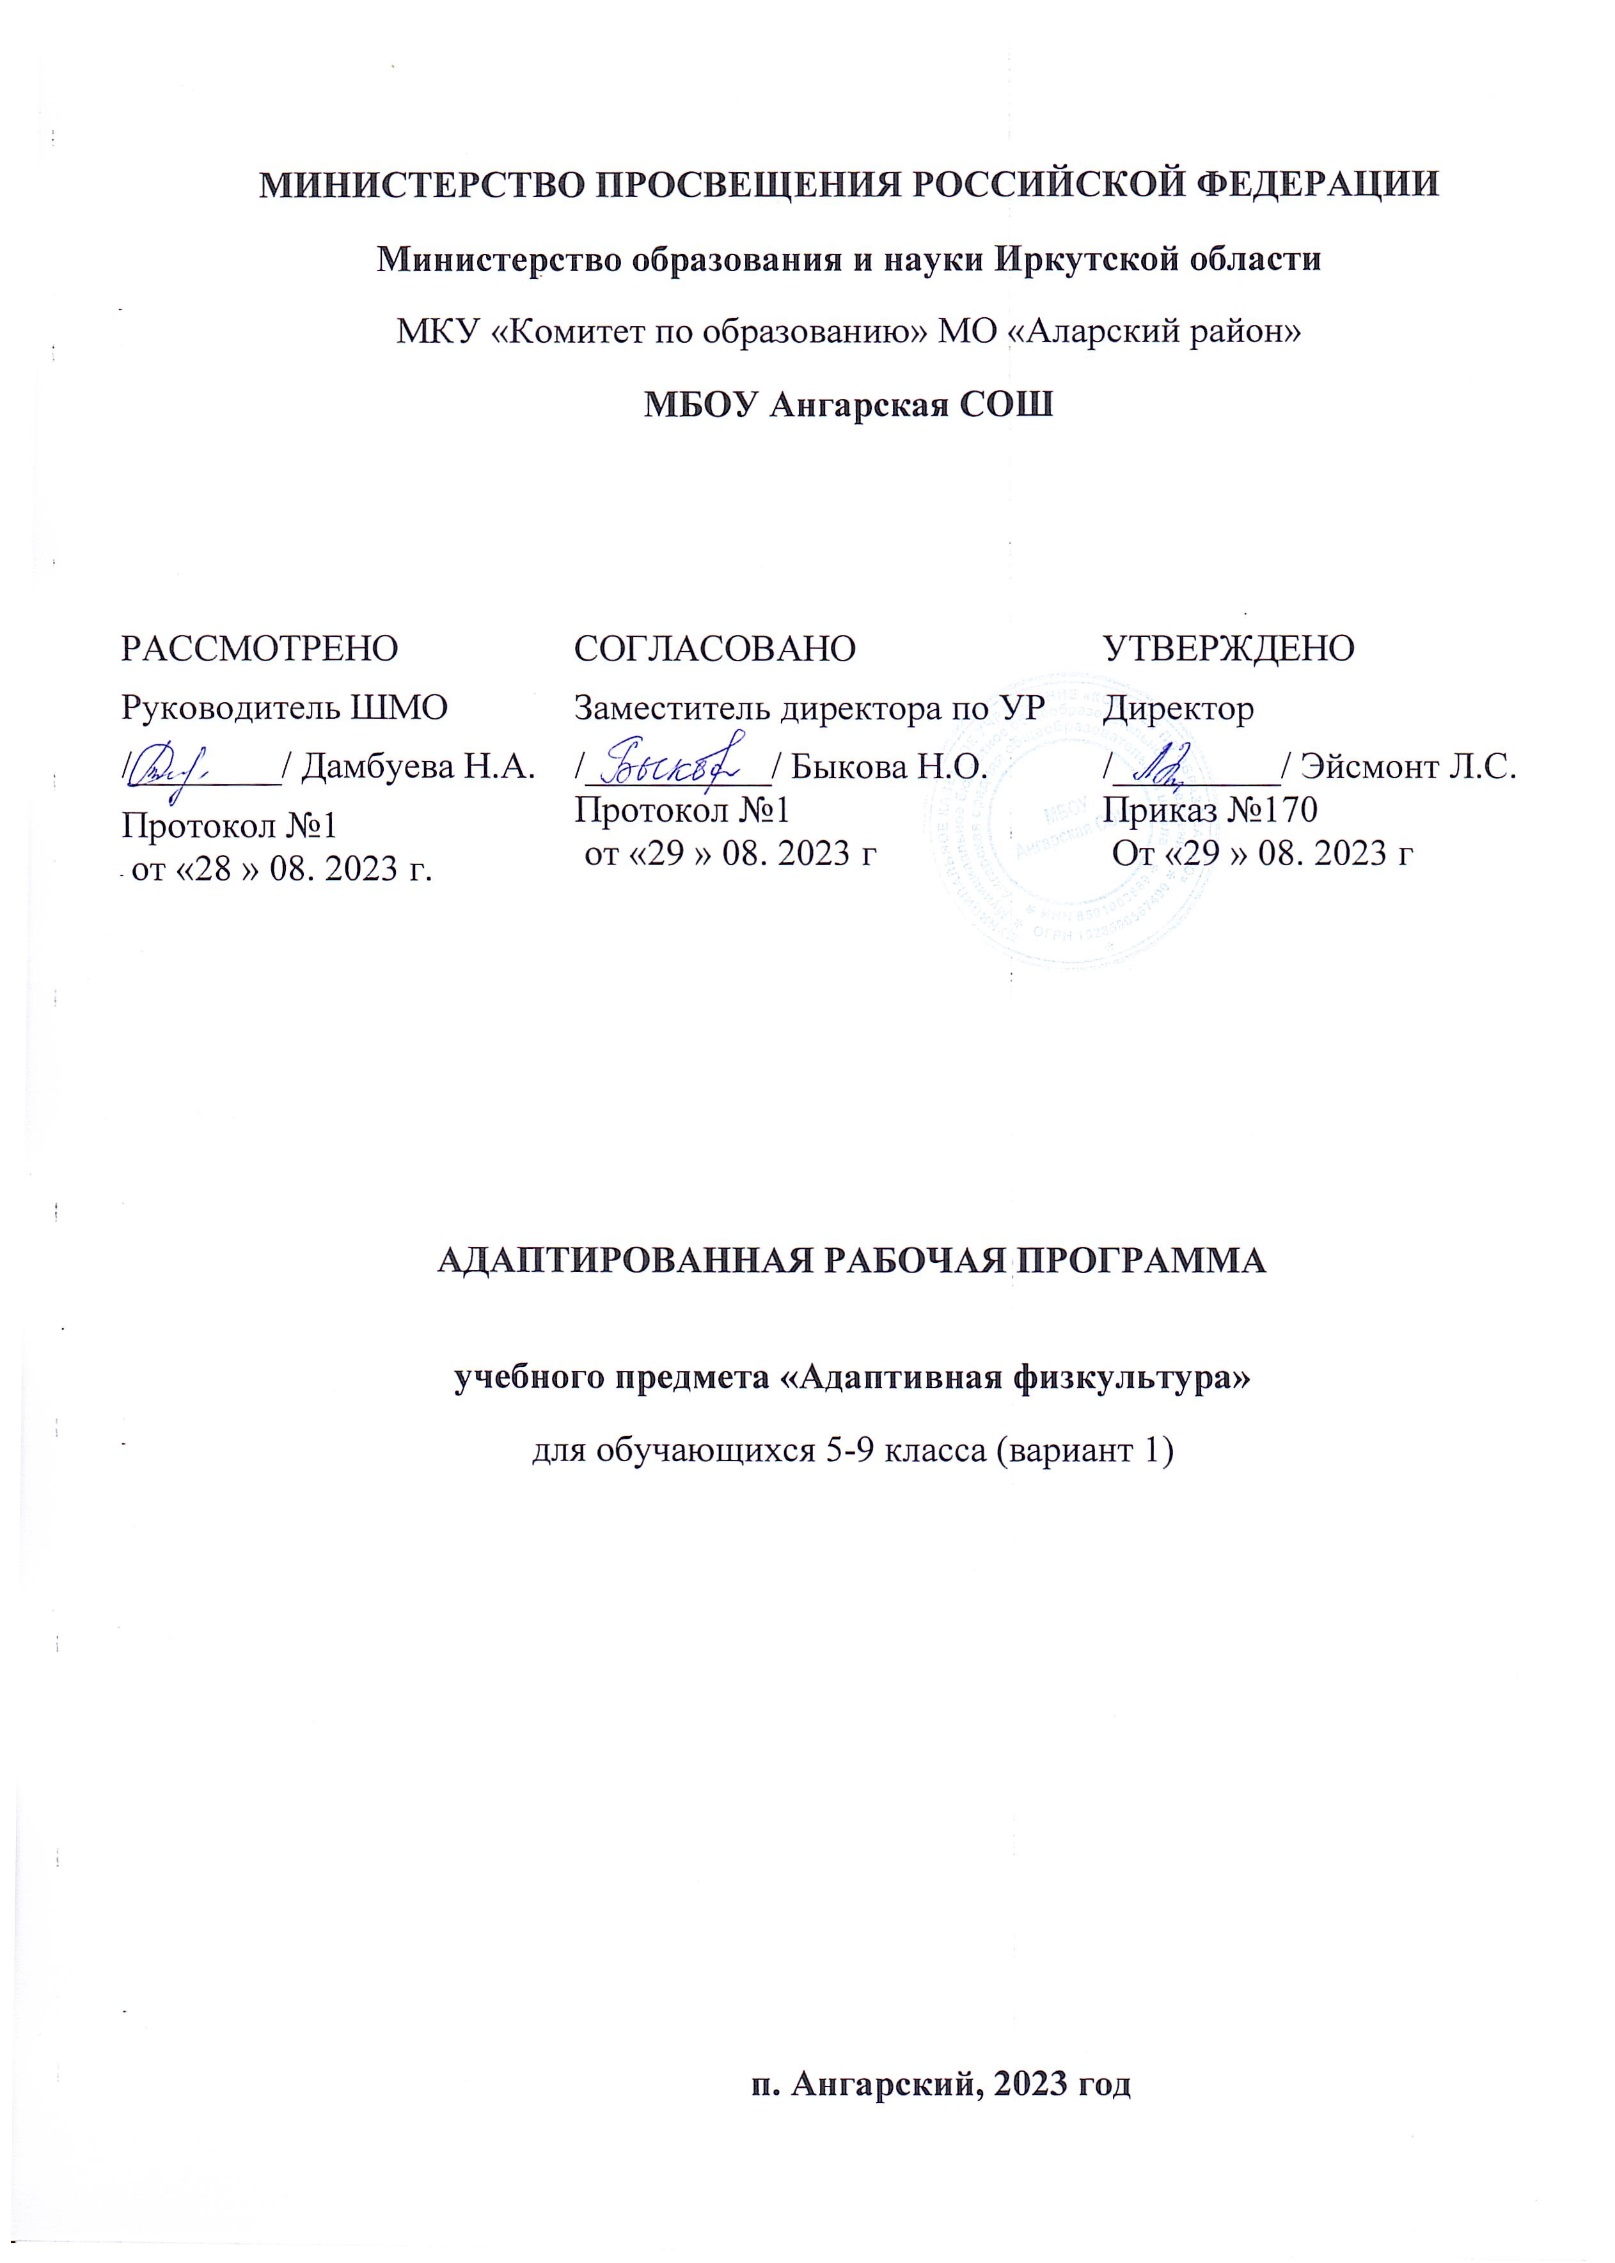 МИНИСТЕРСТВО ПРОСВЕЩЕНИЯ РОССИЙСКОЙ ФЕДЕРАЦИИ
Министерство образования и науки Иркутской области
МКУ «Комитет по образованию» МО «Аларский район»
МБОУ Ангарская СОШ
РАССМОТРЕНО
Руководитель ШМО
/ / Дамбуева Н.А.
Протокол №1
от «28 » 08. 2023 г.
СОГЛАСОВАНО
Заместитель директора по УР
/ / Быкова Н.О.
Протокол №1
от «29 » 08. 2023 г
УТВЕРЖДЕНО
Директор
/ / Эйсмонт Л.С.
Приказ №170
От «29 » 08. 2023 г
МБОУ
Ангарская
АДАПТИРОВАННАЯ РАБОЧАЯ ПРОГРАММА
учебного предмета «Адаптивная физкультура»
для обучающихся 5-9 класса (вариант 1)
п. Ангарский, 2023 год